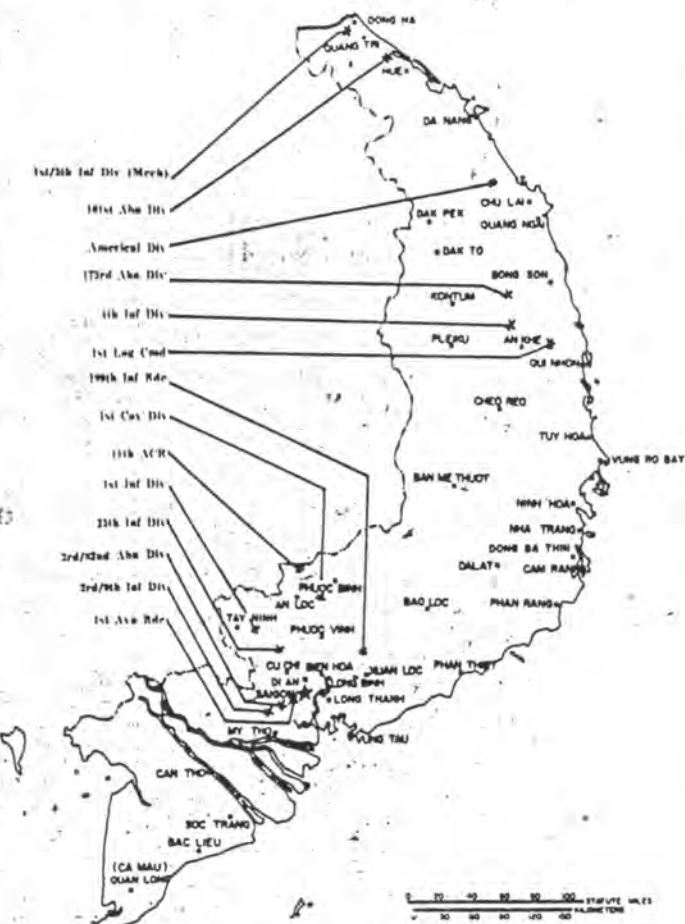 DONG HA
QUANG TRI
HUE
DA NANG
1st/5th Inf Div (Mech)
101st Abn Div
CHU LAI
Americal Div
DAK PEK
QUANG NGAI
DAK TO
173rd Abn Div
BONG SON
KONTUM
4th Inf Div
PLEIKU
AN KHE
1st Log Cmd
QUI NHON
199th Inf Bde
1st Cav Div
CHEO REO
TUY HOA
11th ACR
VUNG RO BAY
1st Inf Div
BAN ME THUOT
NINH HOA
25th Inf Div
NHA TRANG
3rd/82nd Abn Div
DONG BA THIN
DALAT
CAM RANH
3rd/9th Inf Div
PHUOC BINH
AN LOC
BAO LOC
PHAN RANG
1st Avn Bde
TAY NINH
PHUOC VINH
CU CHI
BIEN HOA
XUAN LOC
PHAN THIET
DI AN
LONG BINH
SAIGON
LONG THANH
MY THO
VUNG TAU
CAN THO
SOC TRANG
BAC LIEU
(CA MAU)
QUAN LONG
0 20 40 60 80 100
STATUTE MILES
KILOMETERS